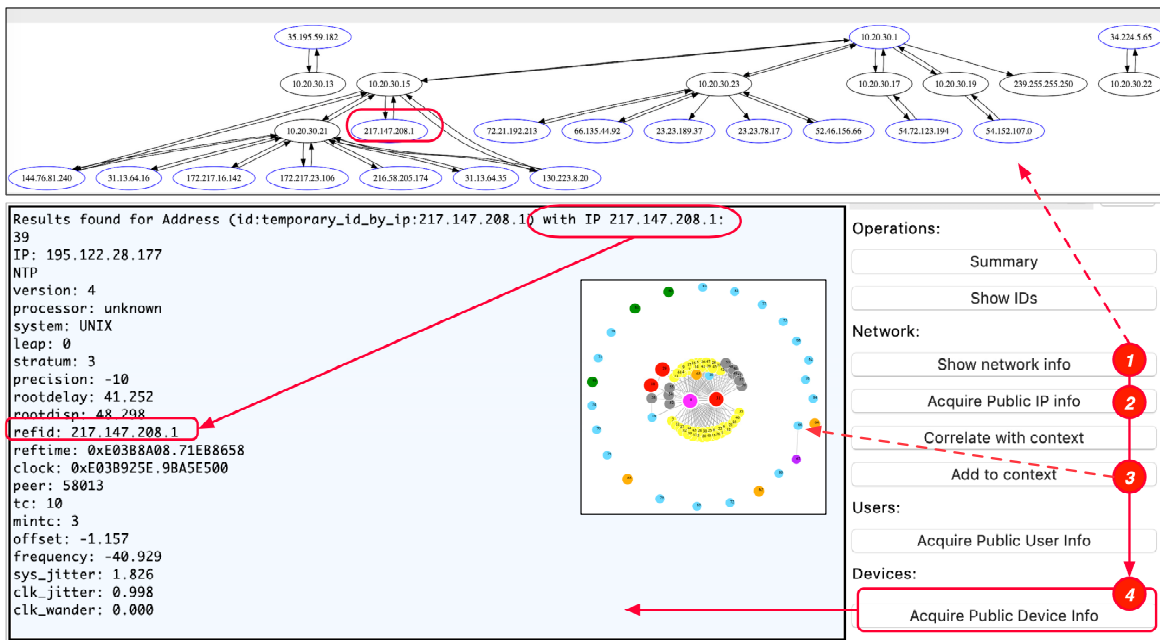 35.195.59.182
10.20.30.1
34.224.5.65
10.20.30.13
10.20.30.15
10.20.30.23
10.20.30.17
10.20.30.19
239.255.255.250
10.20.30.22
10.20.30.21
217.147.208.1
72.21.192.213
66.135.44.92
23.23.189.37
23.23.78.17
52.46.156.66
54.72.123.194
54.152.107.0
144.76.81.240
31.13.64.16
172.217.16.142
172.217.23.106
216.58.205.174
31.13.64.35
130.223.8.20
Results found for Address (id:temporary_id_by_ip:217.147.208.1) with IP 217.147.208.1:
39
IP: 195.122.28.177
NTP
version: 4
processor: unknown
system: UNIX
leap: 0
stratum: 3
precision: -10
rootdelay: 41.252
rootdisp: 48.298
refid: 217.147.208.1
reftime: 0xE03B8A08.71EB8658
clock: 0xE03B925E.9BA5E500
peer: 58013
tc: 10
mintc: 3
offset: -1.157
frequency: -40.929
sys_jitter: 1.826
clk_jitter: 0.998
clk_wander: 0.000
Operations:
Summary
Show IDs
Network:
Show network info
1
Acquire Public IP info
2
Correlate with context
Add to context
3
Users:
Acquire Public User Info
Devices:
4
Acquire Public Device Info